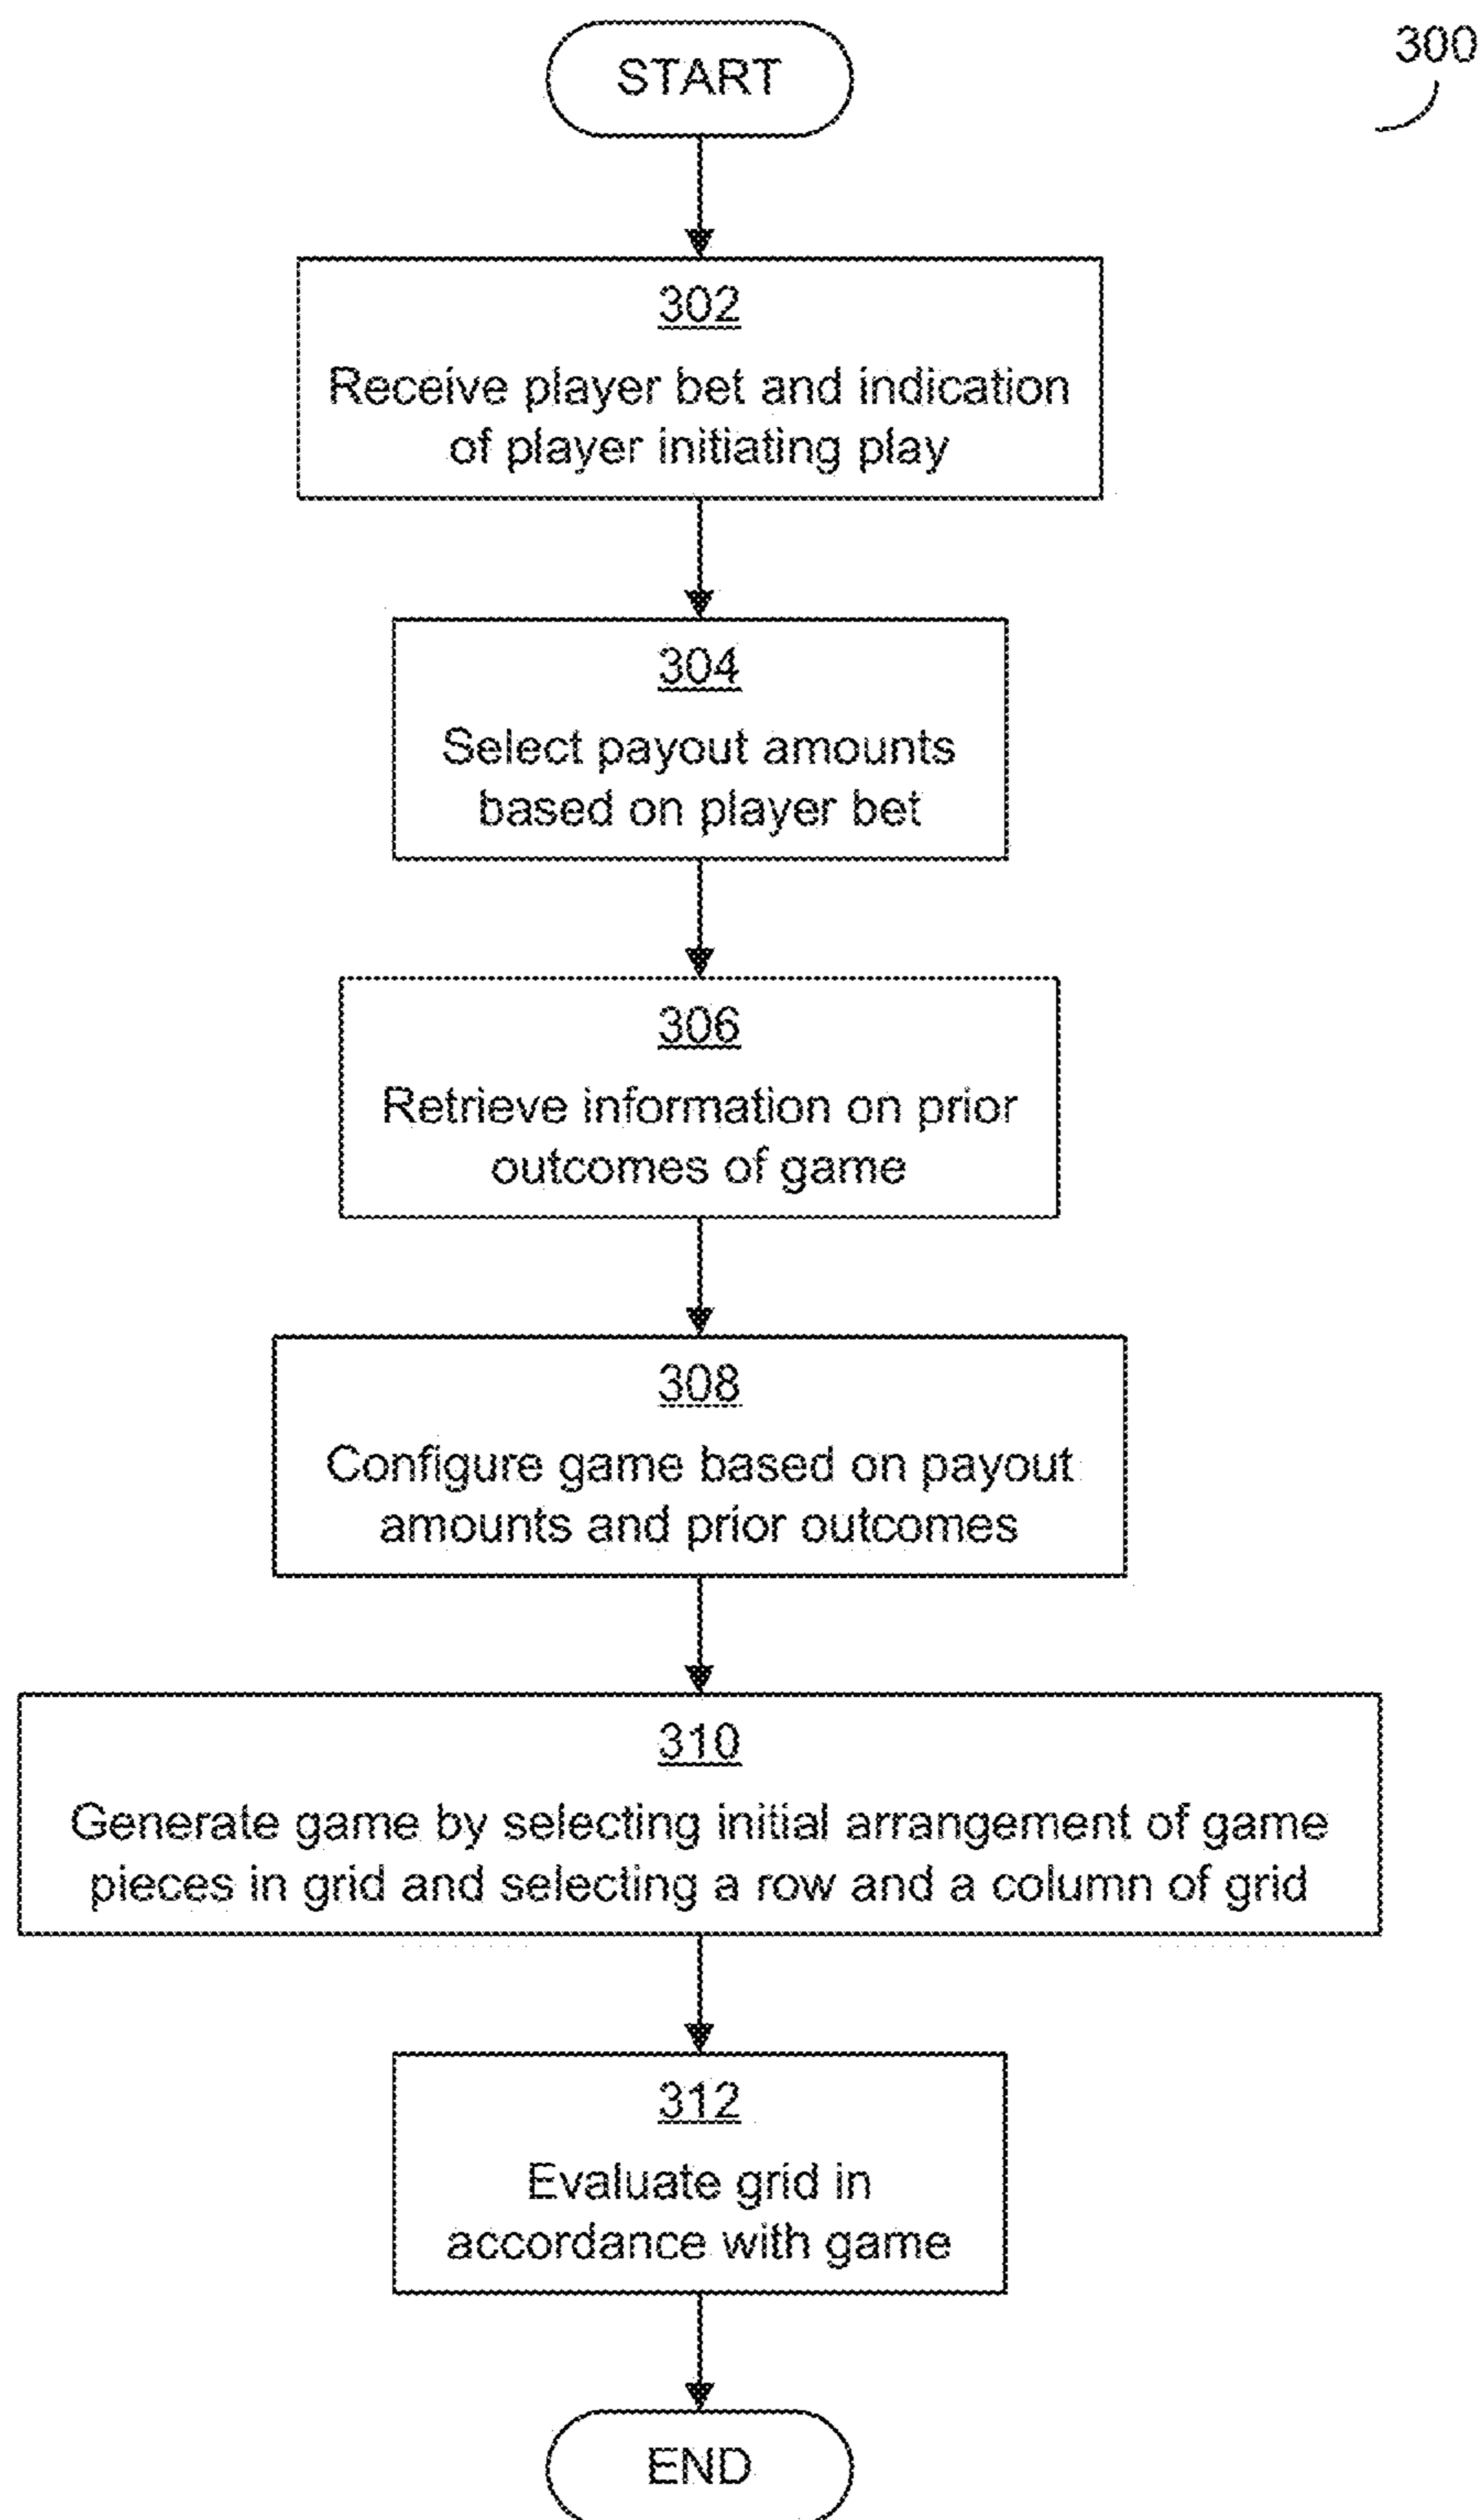 START
300
302
Receive player bet and indication
of player initiating play
304
Select payout amounts
based on player bet
306
Retrieve information on prior
outcomes of game
308
Configure game based on payout
amounts and prior outcomes
310
Generate game by selecting initial arrangement of game
pieces in grid and selecting a row and a column of grid
312
Evaluate grid in
accordance with game
END